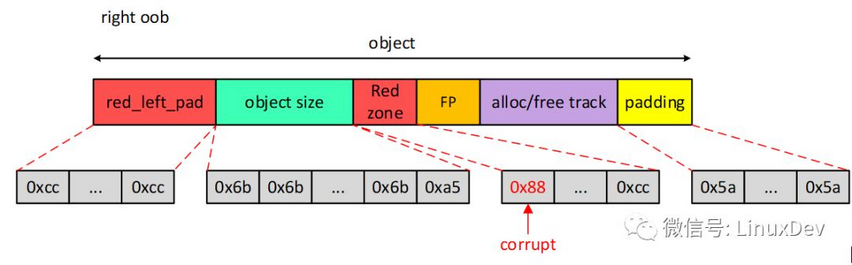 right oob
object
red_left_pad
object size
Red
zone
FP
alloc/free track
padding
0xcc ... 0xcc
0x6b 0x6b ... 0x6b 0xa5
0x88 ... 0xcc
0x5a ... 0x5a
corrupt
微信号: LinuxDev